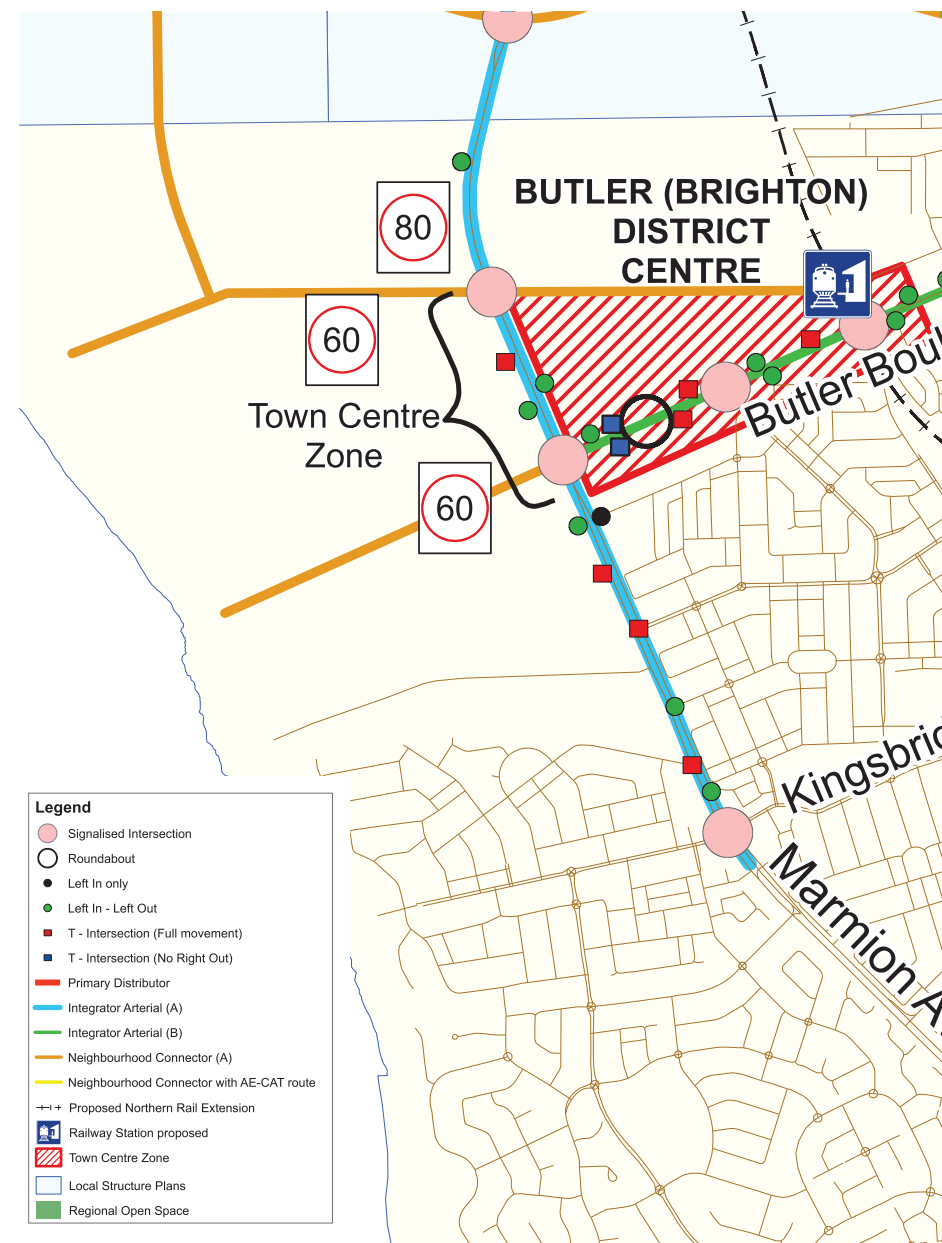 80
BUTLER (BRIGHTON)
DISTRICT
CENTRE
60
Town Centre
Zone
60
Butler
Marmion
Legend
Signalised Intersection
Roundabout
Left In only
Left In - Left Out
T - Intersection (Full movement)
T - Intersection (No Right Out)
Primary Distributor
Integrator Arterial (A)
Integrator Arterial (B)
Neighbourhood Connector (A)
Neighbourhood Connector with AE-CAT route
Proposed Northern Rail Extension
Railway Station proposed
Town Centre Zone
Local Structure Plans
Regional Open Space